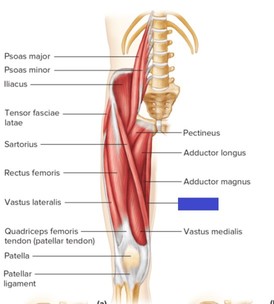 Psoas major
Psoas minor
Iliacus
Tensor fasciae
latae
Sartorius
Rectus femoris
Vastus lateralis
Quadriceps femoris
tendon (patellar tendon)
Patella
Patellar
ligament
Pectineus
Adductor longus
Adductor magnus
Vastus medialis
(a)